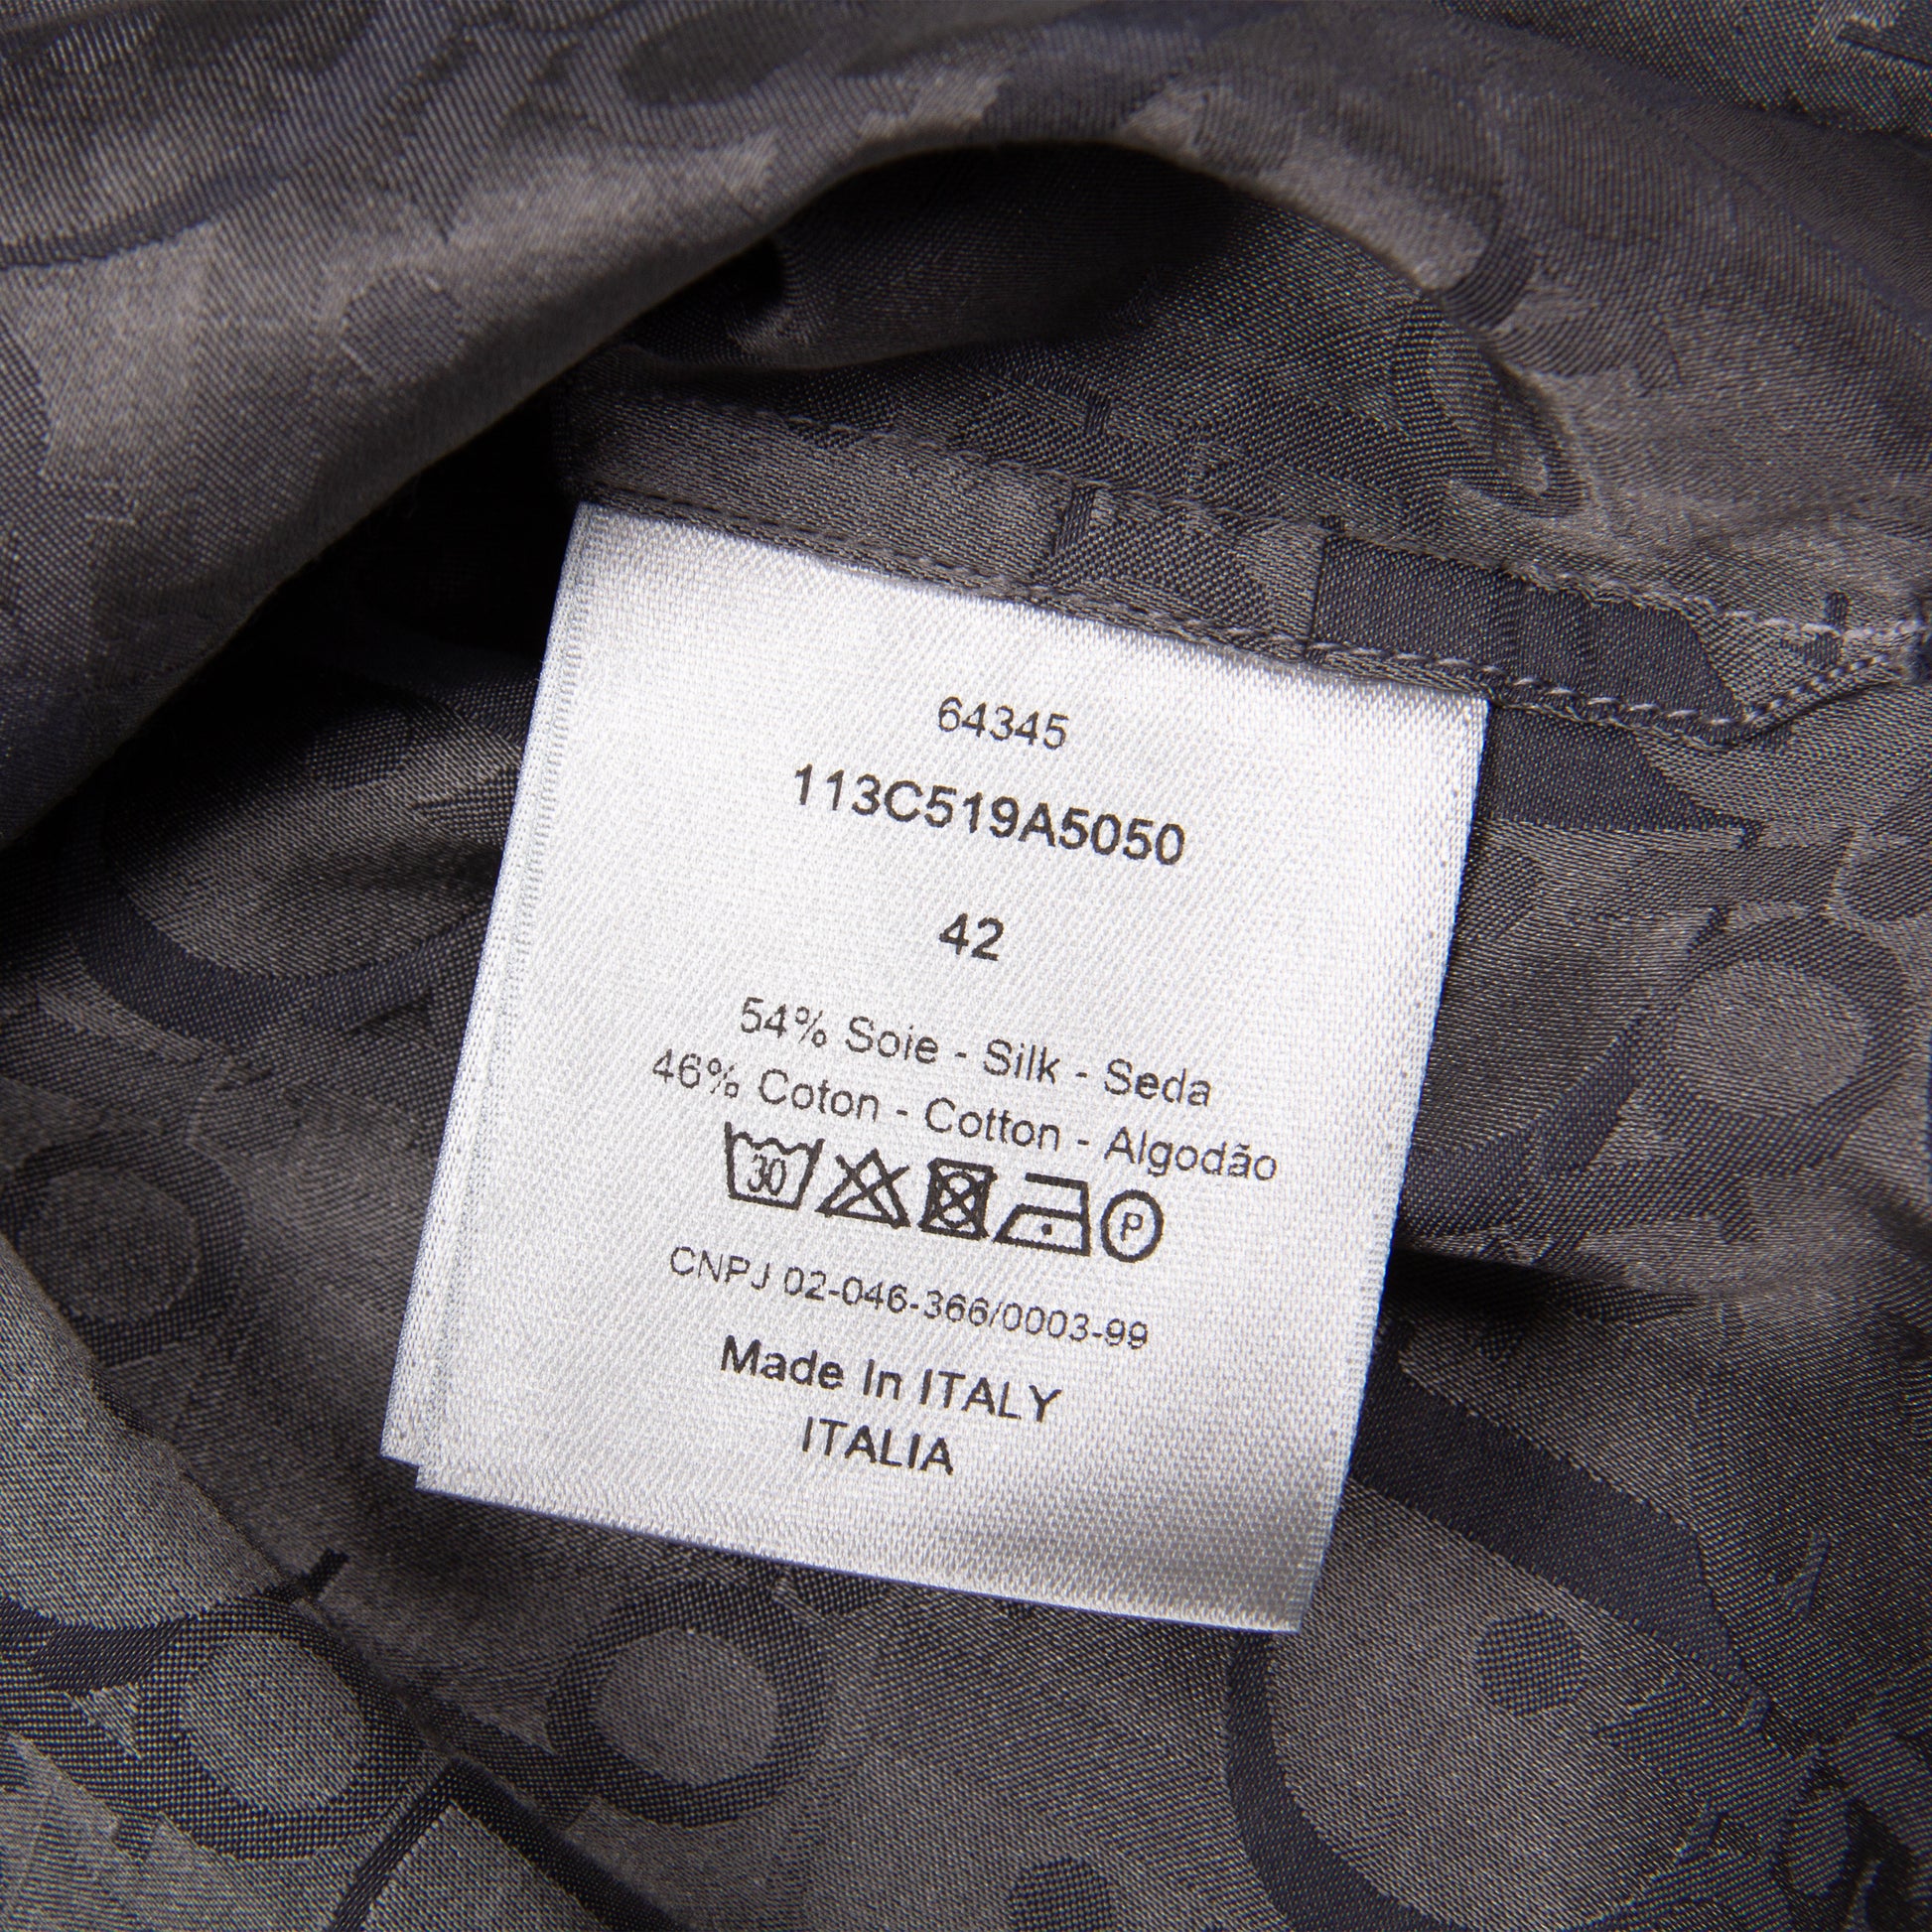 64345
113C519A5050
42
54% Soie - Silk - Seda
46% Coton - Cotton - Algodão
30 P
CNPJ 02-046-366/0003-99
Made In ITALY
ITALIA